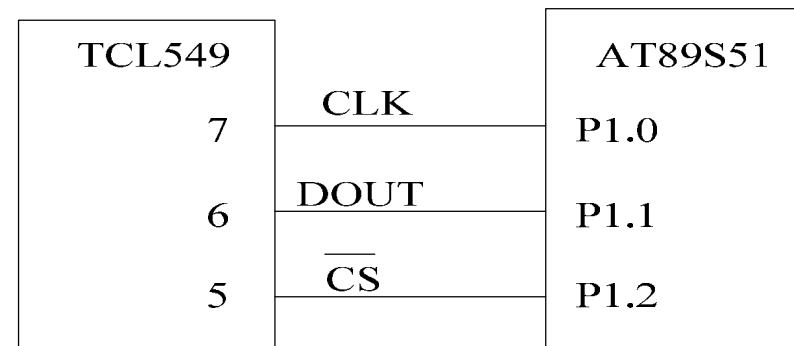 TCL549 AT89S51
CLK
7 P1.0
DOUT
6 P1.1
CS
5 P1.2